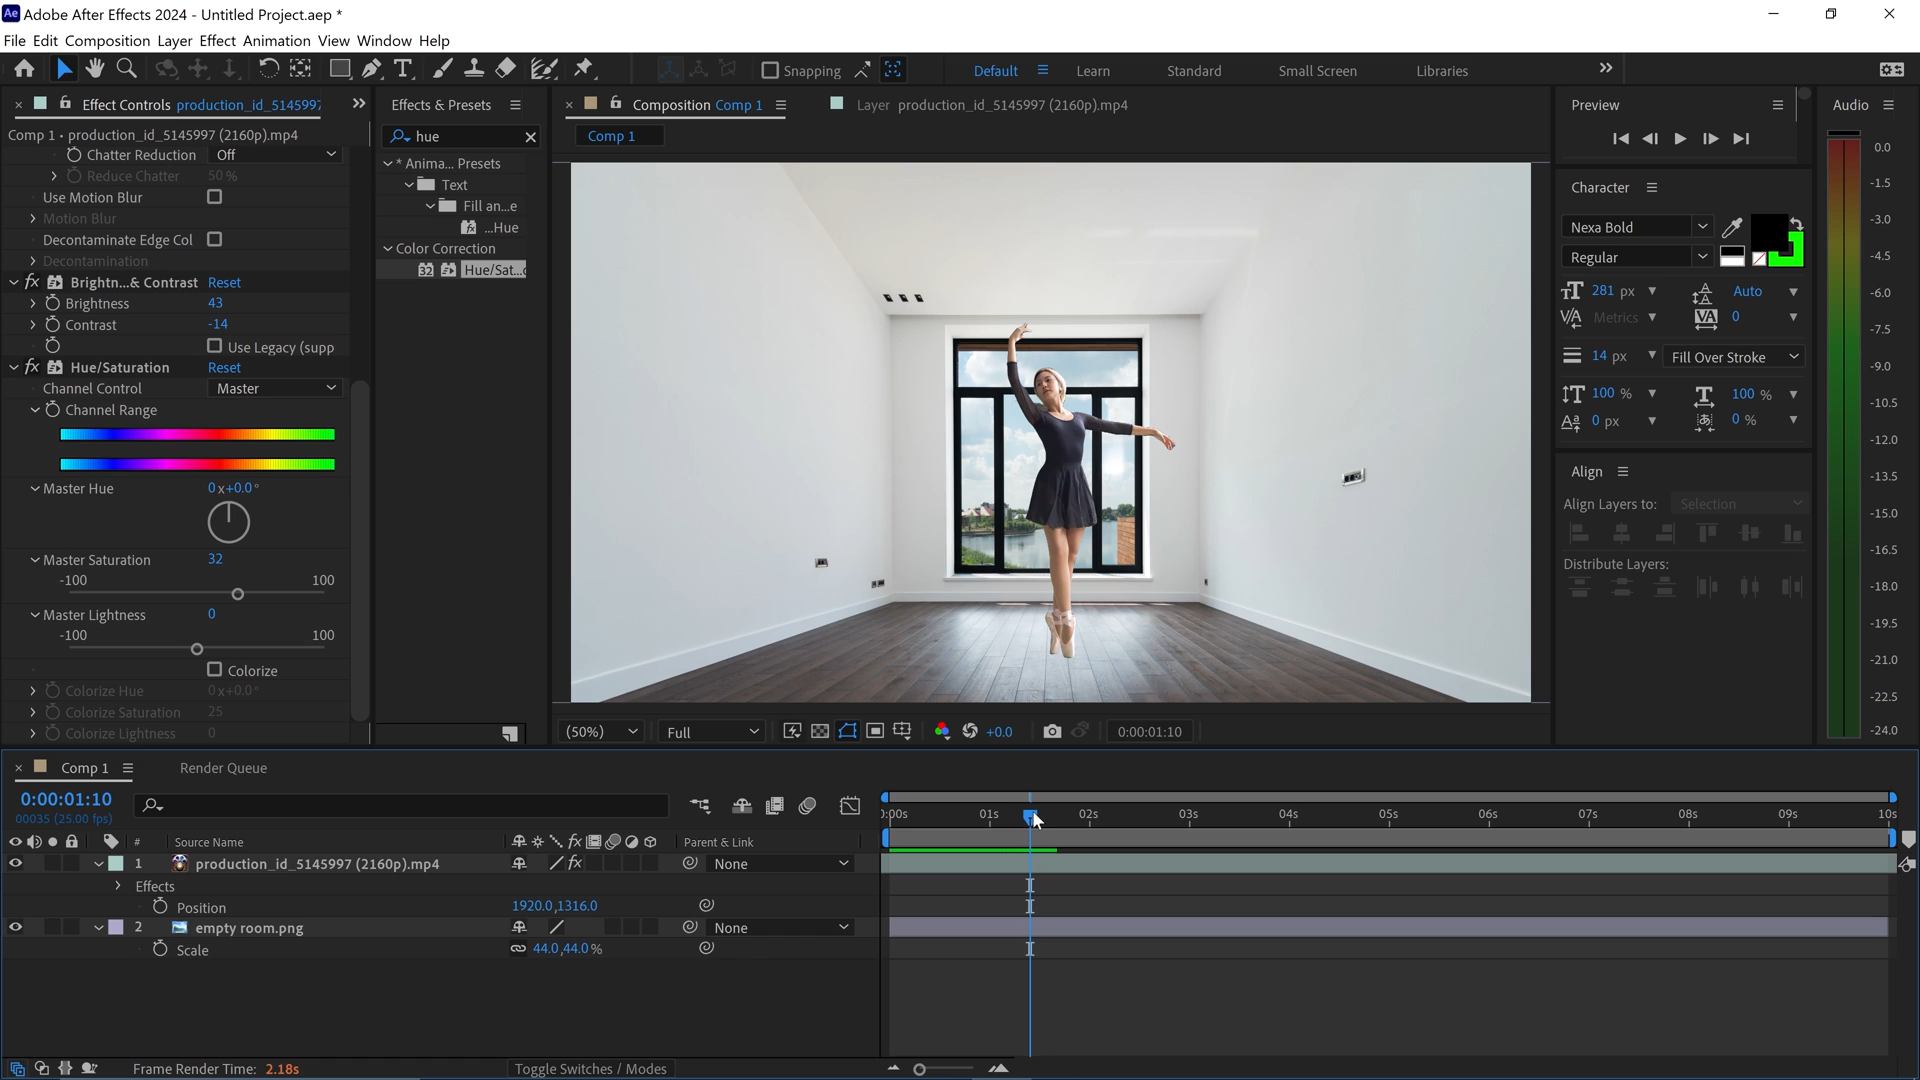 Ae Adobe After Effects 2024 - Untitled Project.aep *
File Edit Composition Layer Effect Animation View Window Help
T Snapping Default Learn Standard Small Screen Libraries
Effect Controls production_id_514599
Comp 1 • production_id_5145997 (2160p).mp4
Chatter Reduction Off
Reduce Chatter 50 %
Use Motion Blur
Motion Blur
Decontaminate Edge Col
Decontamination
fx Brightn...& Contrast Reset
Brightness 43
Contrast -14
Use Legacy (supp
fx Hue/Saturation Reset
Channel Control Master
Channel Range
Master Hue 0x+0.0°
Master Saturation 32
-100 100
Master Lightness 0
-100 100
Colorize
Colorize Hue 0x+0.0°
Colorize Saturation 25
Colorize Lightness 0
Effects & Presets
hue
* Anima... Presets
Text
Fill an...e
...Hue
Color Correction
32 Hue/Sat...
Composition Comp 1
Layer production_id_5145997 (2160p).mp4
Comp 1
(50%) Full +0.0 0:00:01:10
Preview
Character
Nexa Bold
Regular
281 px Auto
Metrics 0
14 px Fill Over Stroke
100 % 100 %
0 px 0 %
Align
Align Layers to: Selection
Distribute Layers:
Audio
0.0
-1.5
-3.0
-4.5
-6.0
-7.5
-9.0
-10.5
-12.0
-13.5
-15.0
-16.5
-18.0
-19.5
-21.0
-22.5
-24.0
Comp 1 Render Queue
0:00:01:10
00035 (25.00 fps)
:00s 01s 02s 03s 04s 05s 06s 07s 08s 09s 10s
# Source Name fx Parent & Link
1 production_id_5145997 (2160p).mp4 fx None
Effects
Position 1920.0,1316.0
2 empty room.png None
Scale 44.0,44.0 %
Frame Render Time: 2.18s Toggle Switches / Modes